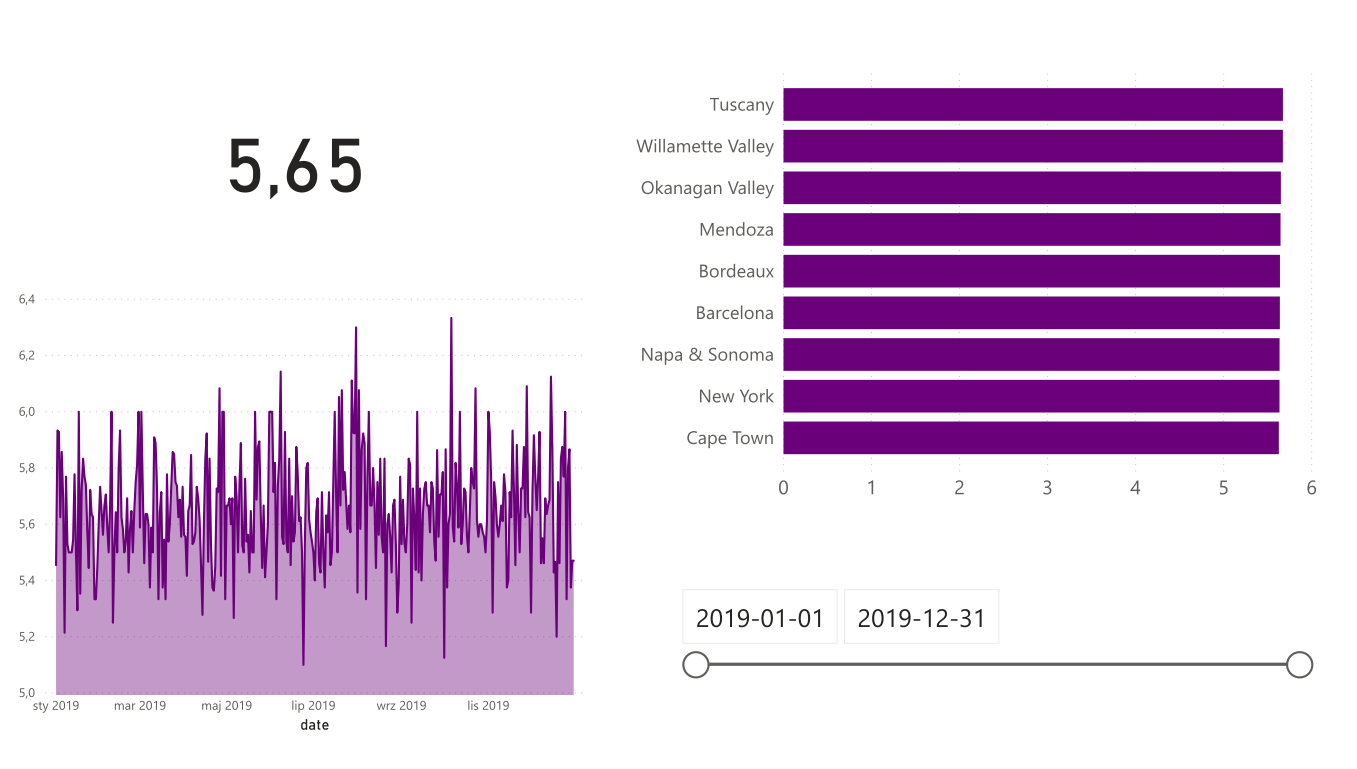 5,65
6,4
6,2
6,0
5,8
5,6
5,4
5,2
5,0
sty 2019 mar 2019 maj 2019 lip 2019 wrz 2019 lis 2019
date
Tuscany
Willamette Valley
Okanagan Valley
Mendoza
Bordeaux
Barcelona
Napa & Sonoma
New York
Cape Town
0 1 2 3 4 5 6
2019-01-01 2019-12-31